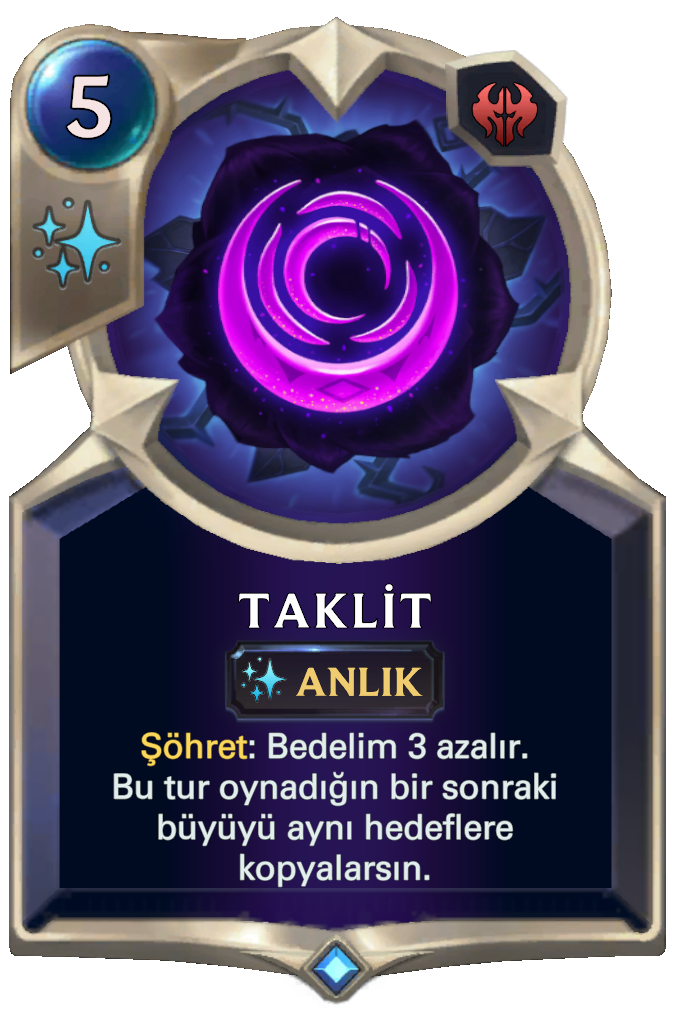 5
TAKLİT
ANLIK
Şöhret: Bedelim 3 azalır.
Bu tur oynadığın bir sonraki
büyüyü aynı hedeflere
kopyalarsın.